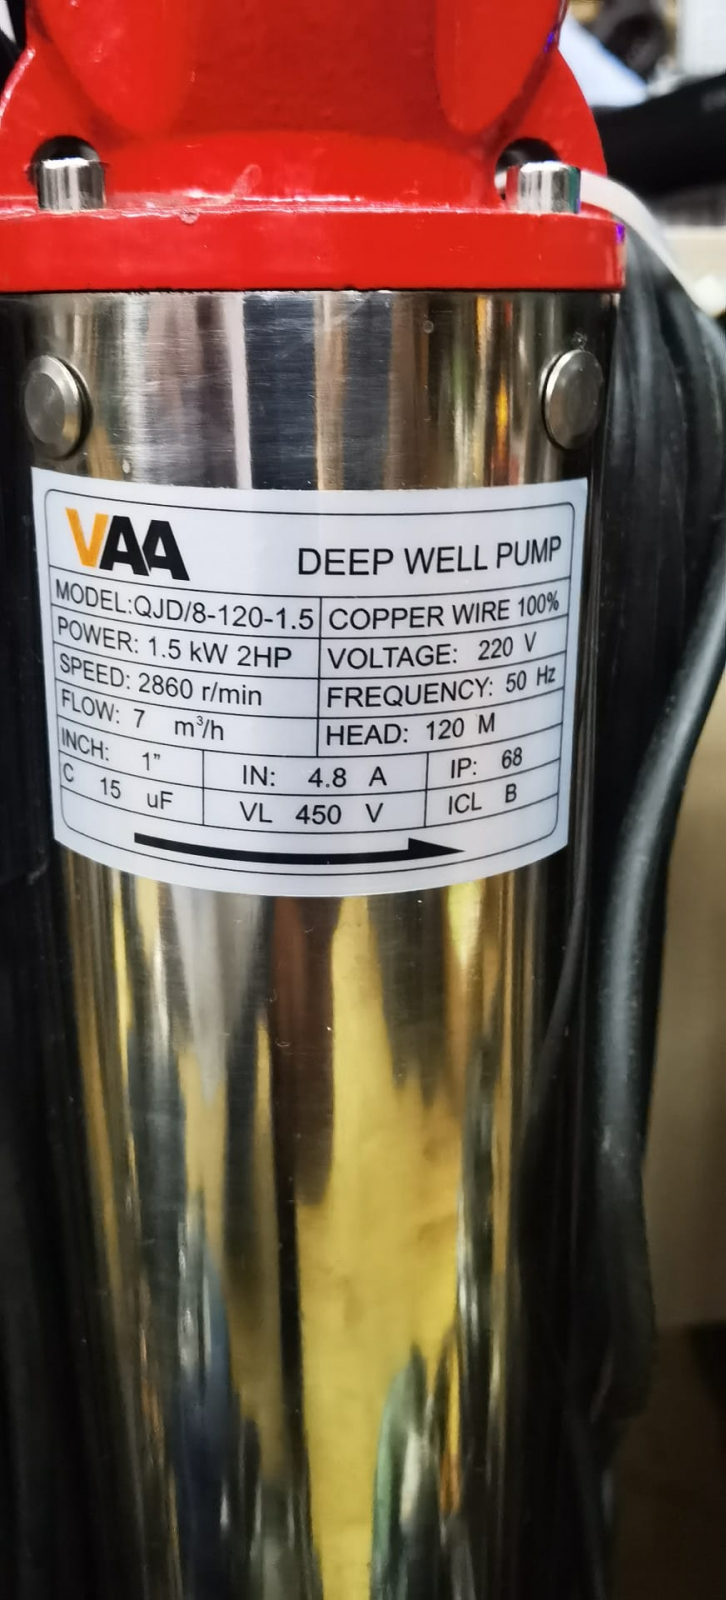 VAA DEEP WELL PUMP
MODEL:QJD/8-120-1.5 COPPER WIRE 100%
POWER: 1.5 kW 2HP VOLTAGE: 220 V
SPEED: 2860 r/min FREQUENCY: 50 Hz
FLOW: 7 m³/h HEAD: 120 M
INCH: 1" IN: 4.8 A IP: 68
C 15 uF VL 450 V ICL B